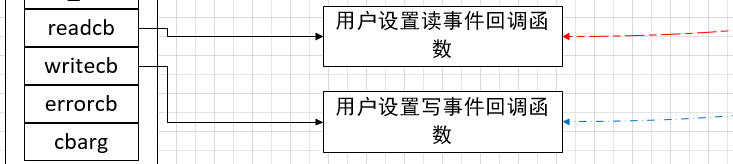 readcb
writecb
errorcb
cbarg
用户设置读事件回调函
数
用户设置写事件回调函
数